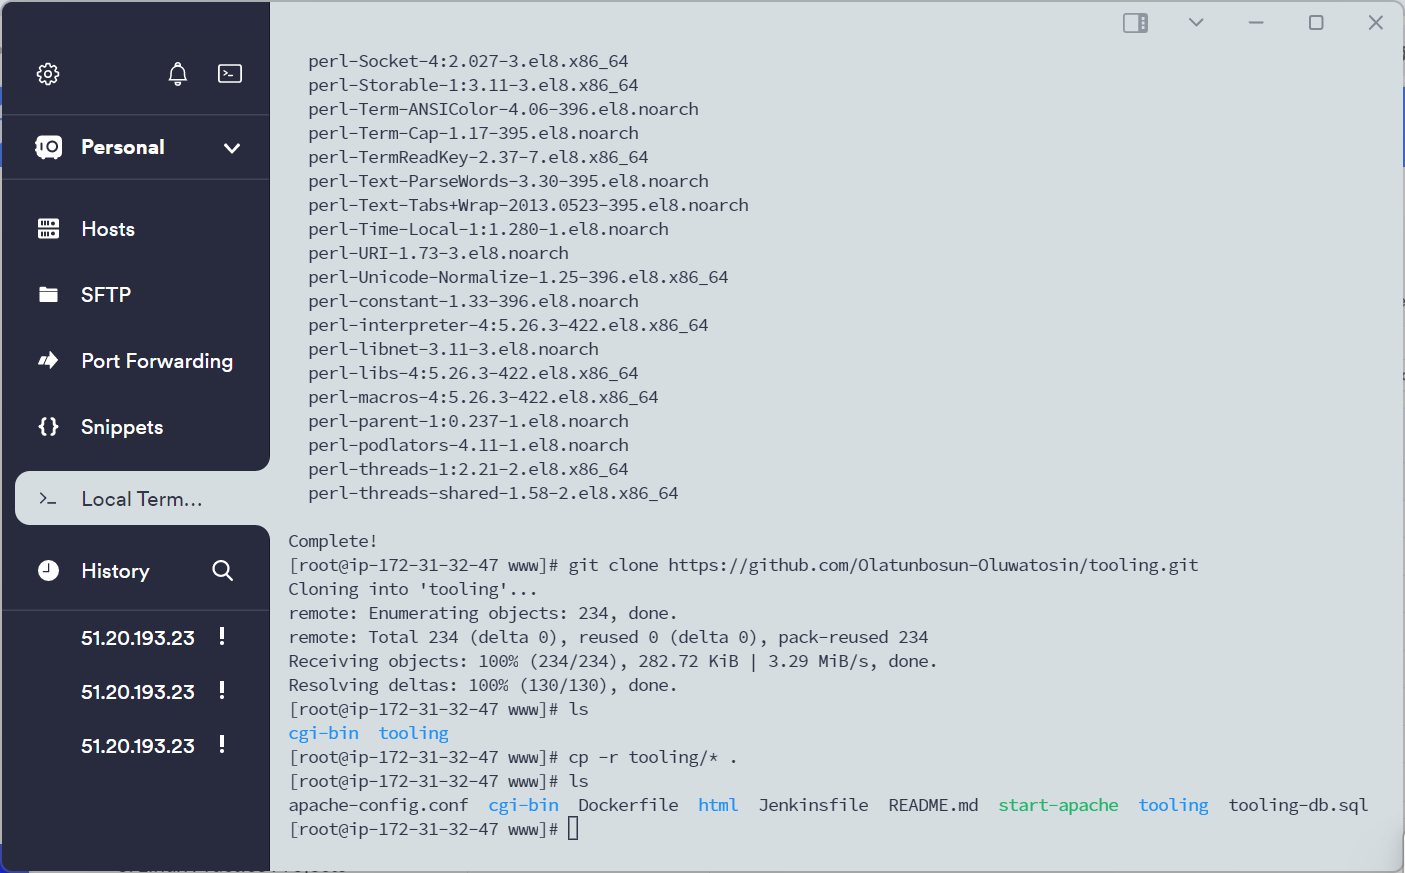 Personal
Hosts
SFTP
Port Forwarding
Snippets
Local Term...
History
51.20.193.23 !
51.20.193.23 !
51.20.193.23 !
perl-Socket-4:2.027-3.el8.x86_64
perl-Storable-1:3.11-3.el8.x86_64
perl-Term-ANSIColor-4.06-396.el8.noarch
perl-Term-Cap-1.17-395.el8.noarch
perl-TermReadKey-2.37-7.el8.x86_64
perl-Text-ParseWords-3.30-395.el8.noarch
perl-Text-Tabs+Wrap-2013.0523-395.el8.noarch
perl-Time-Local-1:1.280-1.el8.noarch
perl-URI-1.73-3.el8.noarch
perl-Unicode-Normalize-1.25-396.el8.x86_64
perl-constant-1.33-396.el8.noarch
perl-interpreter-4:5.26.3-422.el8.x86_64
perl-libnet-3.11-3.el8.noarch
perl-libs-4:5.26.3-422.el8.x86_64
perl-macros-4:5.26.3-422.el8.x86_64
perl-parent-1:0.237-1.el8.noarch
perl-podlators-4.11-1.el8.noarch
perl-threads-1:2.21-2.el8.x86_64
perl-threads-shared-1.58-2.el8.x86_64
Complete!
[root@ip-172-31-32-47 www]# git clone https://github.com/Olatunbosun-Oluwatosin/tooling.git
Cloning into 'tooling'...
remote: Enumerating objects: 234, done.
remote: Total 234 (delta 0), reused 0 (delta 0), pack-reused 234
Receiving objects: 100% (234/234), 282.72 KiB | 3.29 MiB/s, done.
Resolving deltas: 100% (130/130), done.
[root@ip-172-31-32-47 www]# ls
cgi-bin  tooling
[root@ip-172-31-32-47 www]# cp -r tooling/* .
[root@ip-172-31-32-47 www]# ls
apache-config.conf  cgi-bin  Dockerfile  html  Jenkinsfile  README.md  start-apache  tooling  tooling-db.sql
[root@ip-172-31-32-47 www]#